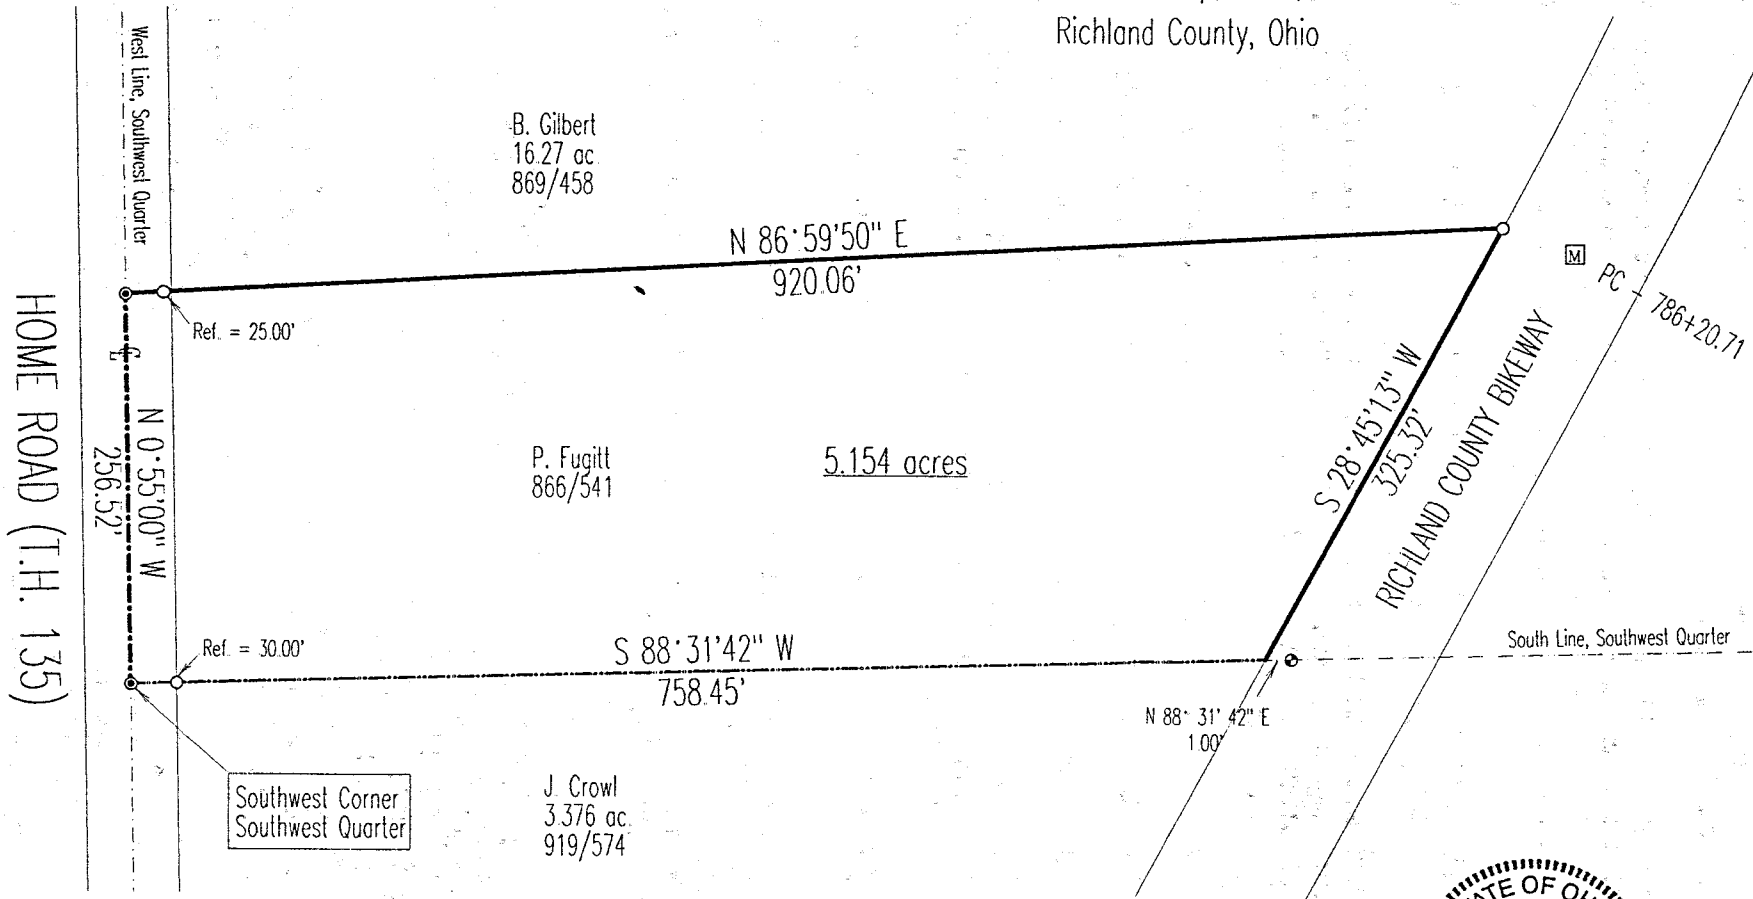 Richland County, Ohio
West Line, Southwest Quarter
B. Gilbert
16.27 ac
869/458
N 86°59'50" E
920.06'
M
PC - 786+20.71
Ref. = 25.00'
CL
HOME ROAD (T.H. 135)
N 0°55'00" W
256.52'
P. Fugitt
866/541
5.154 acres
S 28°45'13" W
325.32'
RICHLAND COUNTY BIKEWAY
Ref. = 30.00'
S 88°31'42" W
758.45'
South Line, Southwest Quarter
N 88° 31' 42" E
1.00'
Southwest Corner
Southwest Quarter
J. Crowl
3.376 ac.
919/574
ATE OF O